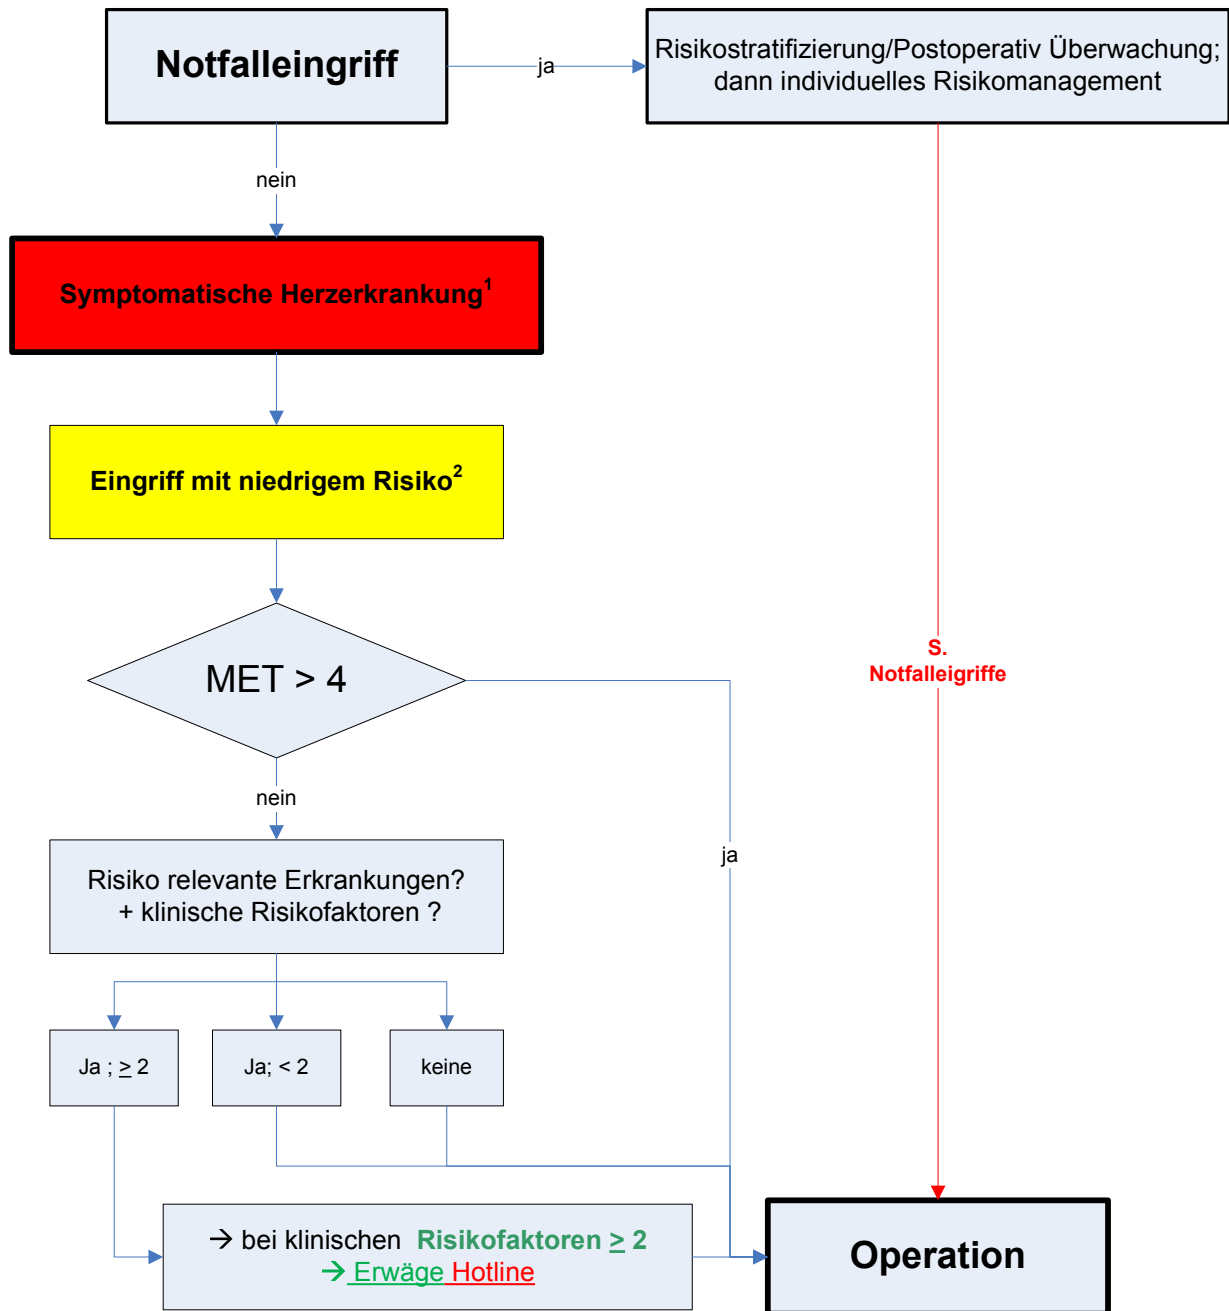 Notfalleingriff
ja
Risikostratifizierung/Postoperativ Überwachung;
dann individuelles Risikomanagement
nein
Symptomatische Herzerkrankung¹
Eingriff mit niedrigem Risiko²
MET > 4
S.
Notfalleigriffe
nein
ja
Risiko relevante Erkrankungen?
+ klinische Risikofaktoren ?
Ja ; ≥ 2
Ja; < 2
keine
→ bei klinischen Risikofaktoren ≥ 2
→ Erwäge Hotline
Operation